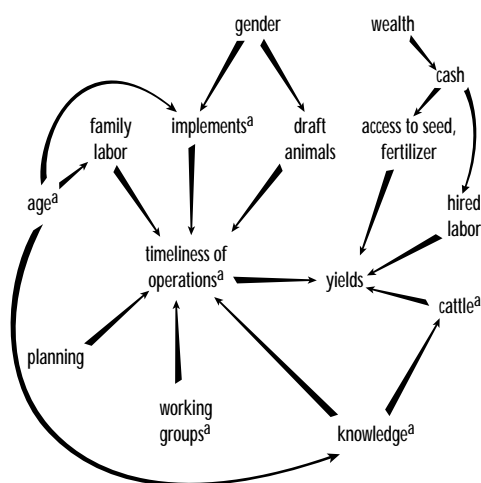 gender
wealth
cash
family
labor
implementsᵃ
draft
animals
access to seed,
fertilizer
ageᵃ
hired
labor
timeliness of
operationsᵃ
yields
cattleᵃ
planning
working
groupsᵃ
knowledgeᵃ